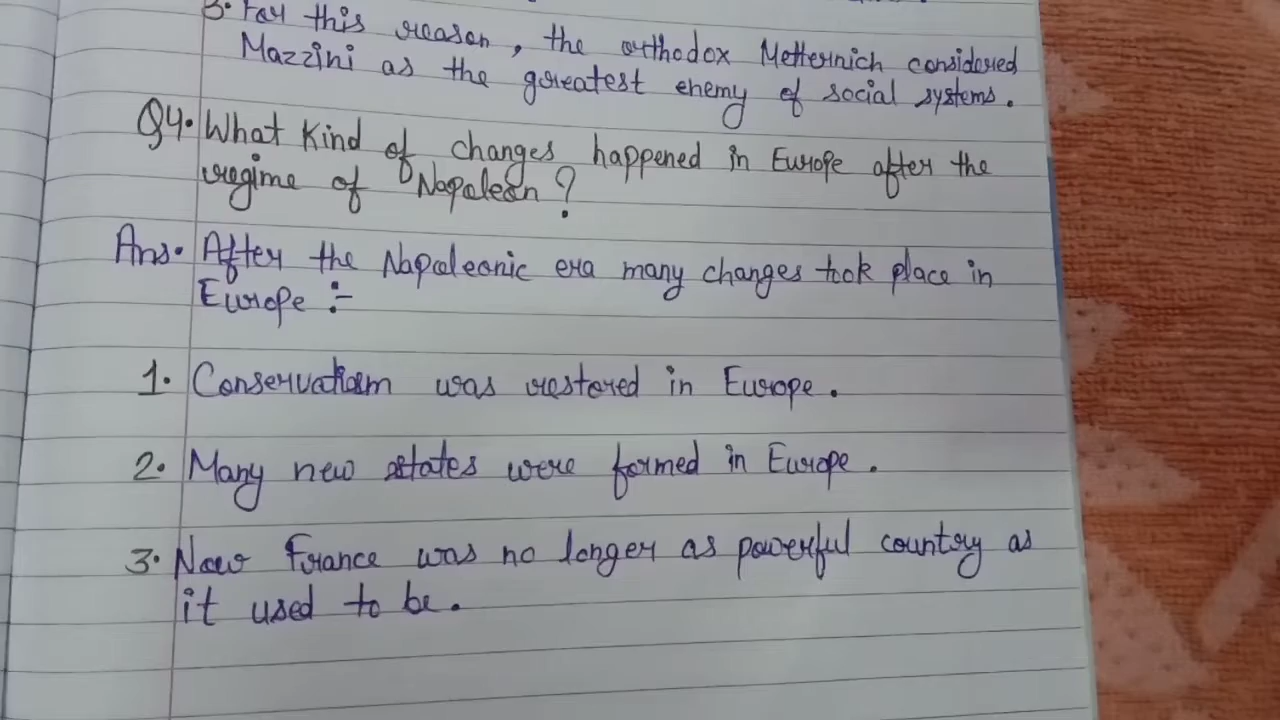 3. For this reason, the orthodox Metternich considered
Mazzini as the greatest enemy of social systems.
Q4. What kind of changes happened in Europe after the
regime of Napoleon?
Ans. After the Napoleonic era many changes took place in
Europe :-
1. Conservatism was restored in Europe.
2. Many new states were formed in Europe.
3. Now France was no longer as powerful country as
it used to be.